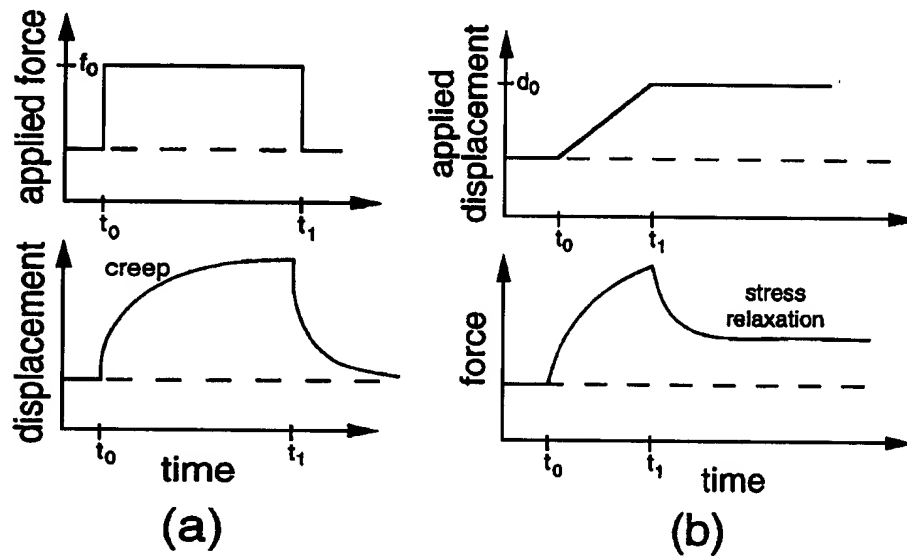 applied force
f₀
t₀
t₁
displacement
creep
t₀
t₁
time
(a)
applied
displacement
d₀
t₀
t₁
force
stress
relaxation
t₀
t₁
time
(b)